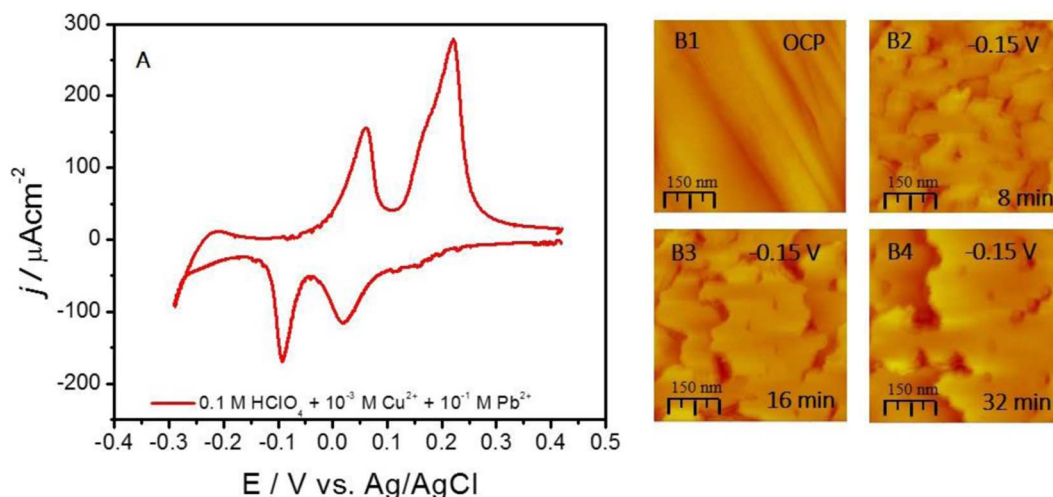 300
200
100
0
-100
-200
-0.4 -0.3 -0.2 -0.1 0.0 0.1 0.2 0.3 0.4 0.5
j / μAcm⁻²
E / V vs. Ag/AgCl
A
0.1 M HClO₄ + 10⁻³ M Cu²⁺ + 10⁻¹ M Pb²⁺
B1 OCP
150 nm
B2 -0.15 V
150 nm
8 min
B3 -0.15 V
150 nm
16 min
B4 -0.15 V
150 nm
32 min